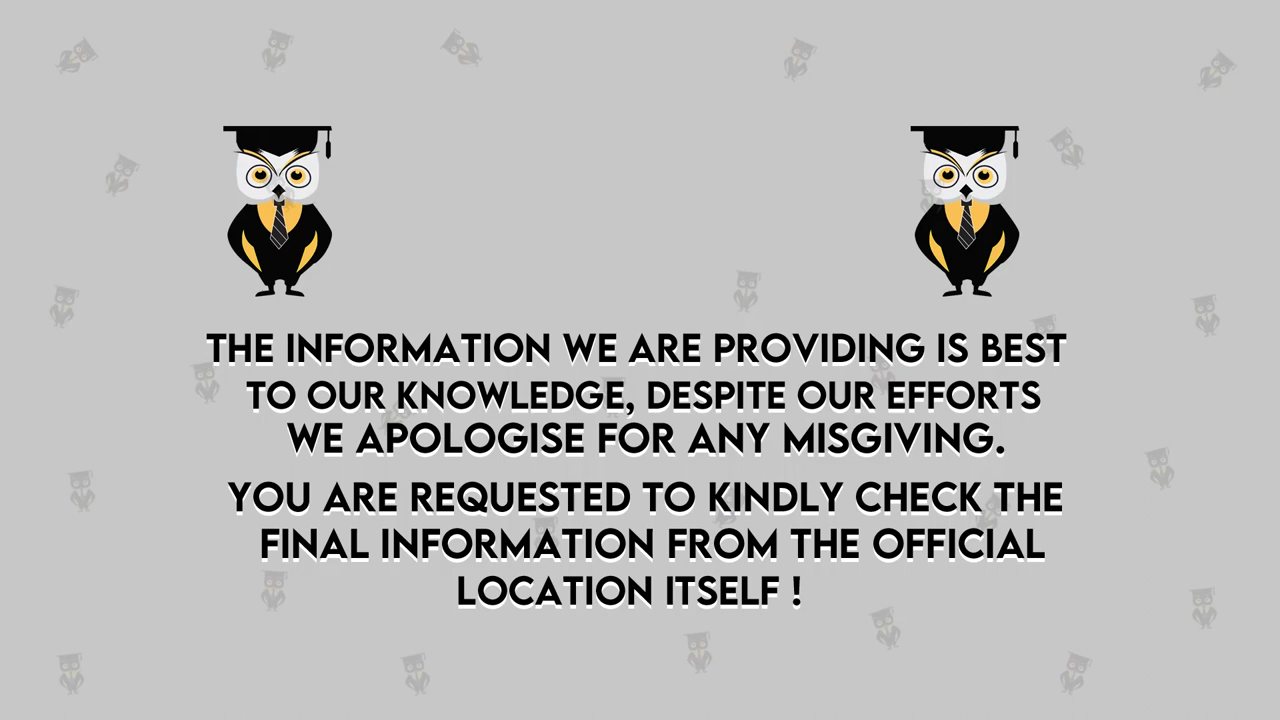 THE INFORMATION WE ARE PROVIDING IS BEST
TO OUR KNOWLEDGE, DESPITE OUR EFFORTS
WE APOLOGISE FOR ANY MISGIVING.
YOU ARE REQUESTED TO KINDLY CHECK THE
FINAL INFORMATION FROM THE OFFICIAL
LOCATION ITSELF !